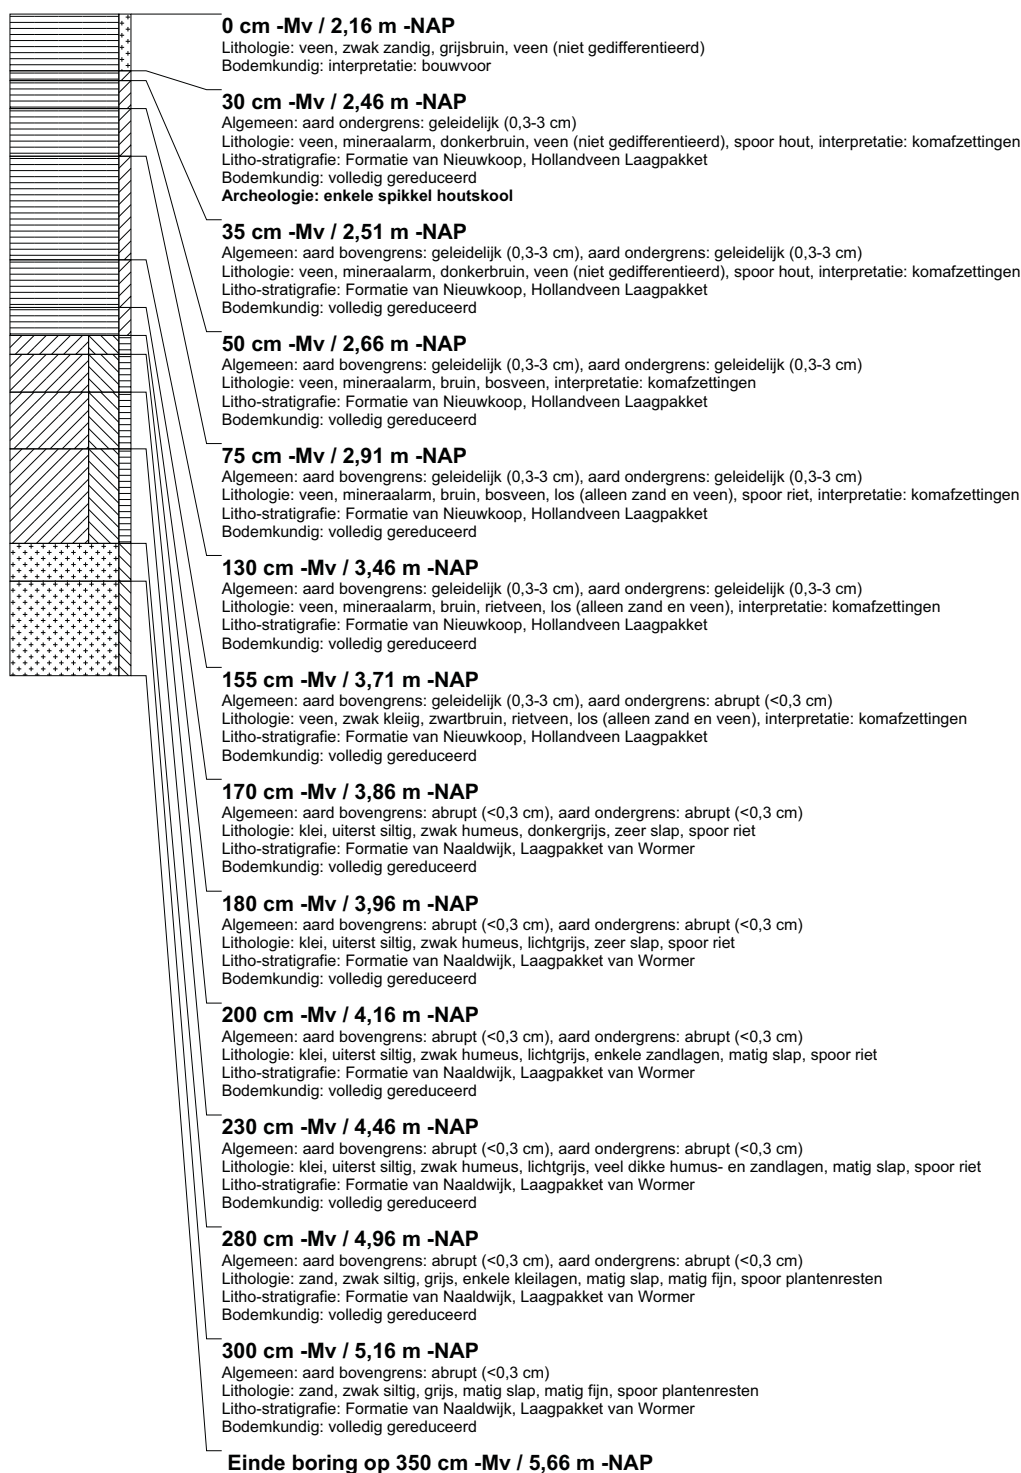 0 cm -Mv / 2,16 m -NAP
Lithologie: veen, zwak zandig, grijsbruin, veen (niet gedifferentieerd)
Bodemkundig: interpretatie: bouwvoor
30 cm -Mv / 2,46 m -NAP
Algemeen: aard ondergrens: geleidelijk (0,3-3 cm)
Lithologie: veen, mineraalarm, donkerbruin, veen (niet gedifferentieerd), spoor hout, interpretatie: komafzettingen
Litho-stratigrafie: Formatie van Nieuwkoop, Hollandveen Laagpakket
Bodemkundig: volledig gereduceerd
Archeologie: enkele spikkel houtskool
35 cm -Mv / 2,51 m -NAP
Algemeen: aard bovengrens: geleidelijk (0,3-3 cm), aard ondergrens: geleidelijk (0,3-3 cm)
Lithologie: veen, mineraalarm, donkerbruin, veen (niet gedifferentieerd), spoor hout, interpretatie: komafzettingen
Litho-stratigrafie: Formatie van Nieuwkoop, Hollandveen Laagpakket
Bodemkundig: volledig gereduceerd
50 cm -Mv / 2,66 m -NAP
Algemeen: aard bovengrens: geleidelijk (0,3-3 cm), aard ondergrens: geleidelijk (0,3-3 cm)
Lithologie: veen, mineraalarm, bruin, bosveen, interpretatie: komafzettingen
Litho-stratigrafie: Formatie van Nieuwkoop, Hollandveen Laagpakket
Bodemkundig: volledig gereduceerd
75 cm -Mv / 2,91 m -NAP
Algemeen: aard bovengrens: geleidelijk (0,3-3 cm), aard ondergrens: geleidelijk (0,3-3 cm)
Lithologie: veen, mineraalarm, bruin, bosveen, los (alleen zand en veen), spoor riet, interpretatie: komafzettingen
Litho-stratigrafie: Formatie van Nieuwkoop, Hollandveen Laagpakket
Bodemkundig: volledig gereduceerd
130 cm -Mv / 3,46 m -NAP
Algemeen: aard bovengrens: geleidelijk (0,3-3 cm), aard ondergrens: geleidelijk (0,3-3 cm)
Lithologie: veen, mineraalarm, bruin, rietveen, los (alleen zand en veen), interpretatie: komafzettingen
Litho-stratigrafie: Formatie van Nieuwkoop, Hollandveen Laagpakket
Bodemkundig: volledig gereduceerd
155 cm -Mv / 3,71 m -NAP
Algemeen: aard bovengrens: geleidelijk (0,3-3 cm), aard ondergrens: abrupt (<0,3 cm)
Lithologie: veen, zwak kleiig, zwartbruin, rietveen, los (alleen zand en veen), interpretatie: komafzettingen
Litho-stratigrafie: Formatie van Nieuwkoop, Hollandveen Laagpakket
Bodemkundig: volledig gereduceerd
170 cm -Mv / 3,86 m -NAP
Algemeen: aard bovengrens: abrupt (<0,3 cm), aard ondergrens: abrupt (<0,3 cm)
Lithologie: klei, uiterst siltig, zwak humeus, donkergrijs, zeer slap, spoor riet
Litho-stratigrafie: Formatie van Naaldwijk, Laagpakket van Wormer
Bodemkundig: volledig gereduceerd
180 cm -Mv / 3,96 m -NAP
Algemeen: aard bovengrens: abrupt (<0,3 cm), aard ondergrens: abrupt (<0,3 cm)
Lithologie: klei, uiterst siltig, zwak humeus, lichtgrijs, zeer slap, spoor riet
Litho-stratigrafie: Formatie van Naaldwijk, Laagpakket van Wormer
Bodemkundig: volledig gereduceerd
200 cm -Mv / 4,16 m -NAP
Algemeen: aard bovengrens: abrupt (<0,3 cm), aard ondergrens: abrupt (<0,3 cm)
Lithologie: klei, uiterst siltig, zwak humeus, lichtgrijs, enkele zandlagen, matig slap, spoor riet
Litho-stratigrafie: Formatie van Naaldwijk, Laagpakket van Wormer
Bodemkundig: volledig gereduceerd
230 cm -Mv / 4,46 m -NAP
Algemeen: aard bovengrens: abrupt (<0,3 cm), aard ondergrens: abrupt (<0,3 cm)
Lithologie: klei, uiterst siltig, zwak humeus, lichtgrijs, veel dikke humus- en zandlagen, matig slap, spoor riet
Litho-stratigrafie: Formatie van Naaldwijk, Laagpakket van Wormer
Bodemkundig: volledig gereduceerd
280 cm -Mv / 4,96 m -NAP
Algemeen: aard bovengrens: abrupt (<0,3 cm), aard ondergrens: abrupt (<0,3 cm)
Lithologie: zand, zwak siltig, grijs, enkele kleilagen, matig slap, matig fijn, spoor plantenresten
Litho-stratigrafie: Formatie van Naaldwijk, Laagpakket van Wormer
Bodemkundig: volledig gereduceerd
300 cm -Mv / 5,16 m -NAP
Algemeen: aard bovengrens: abrupt (<0,3 cm)
Lithologie: zand, zwak siltig, grijs, matig slap, matig fijn, spoor plantenresten
Litho-stratigrafie: Formatie van Naaldwijk, Laagpakket van Wormer
Bodemkundig: volledig gereduceerd
Einde boring op 350 cm -Mv / 5,66 m -NAP